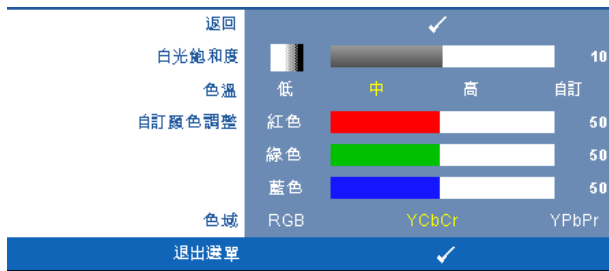 返回 ✓
白光飽和度 10
色溫 低 中 高 自訂
自訂顏色調整 紅色 50
綠色 50
藍色 50
色域 RGB YCbCr YPbPr
退出選單 ✓